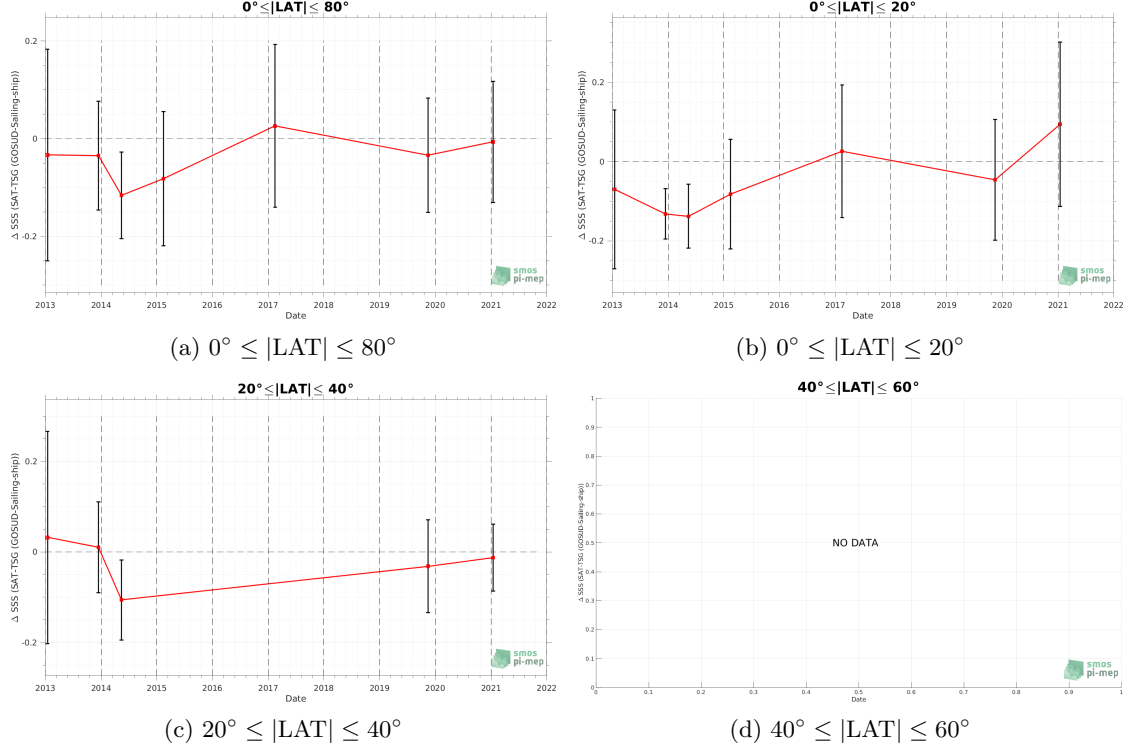 0°≤|LAT|≤ 80°
Δ SSS (SAT-TSG (GOSUD-Sailing-ship))
0.2
0
-0.2
2013 2014 2015 2016 2017 2018 2019 2020 2021 2022
Date
smos
pi-mep
(a) 0° ≤ |LAT| ≤ 80°
0°≤|LAT|≤ 20°
Δ SSS (SAT-TSG (GOSUD-Sailing-ship))
0.2
0
-0.2
2013 2014 2015 2016 2017 2018 2019 2020 2021 2022
Date
smos
pi-mep
(b) 0° ≤ |LAT| ≤ 20°
20°≤|LAT|≤ 40°
Δ SSS (SAT-TSG (GOSUD-Sailing-ship))
0.2
0
-0.2
2013 2014 2015 2016 2017 2018 2019 2020 2021 2022
Date
smos
pi-mep
(c) 20° ≤ |LAT| ≤ 40°
40°≤|LAT|≤ 60°
Δ SSS (SAT-TSG (GOSUD-Sailing-ship))
1
0.9
0.8
0.7
0.6
0.5
0.4
0.3
0.2
0.1
0
NO DATA
0 0.1 0.2 0.3 0.4 0.5 0.6 0.7 0.8 0.9 1
Date
smos
pi-mep
(d) 40° ≤ |LAT| ≤ 60°